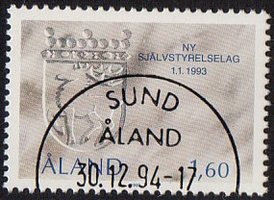 NY
SJÄLVSTYRELSELAG
1.1.1993
SUND
ÅLAND
ÅLAND 1,60
30.12.94-17